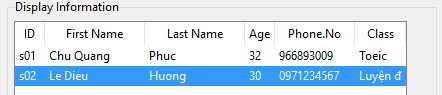 Display Information
ID First Name Last Name Age Phone.No Class
s01 Chu Quang Phuc 32 966893009 Toeic
s02 Le Dieu Huong 30 0971234567 Luyện đ